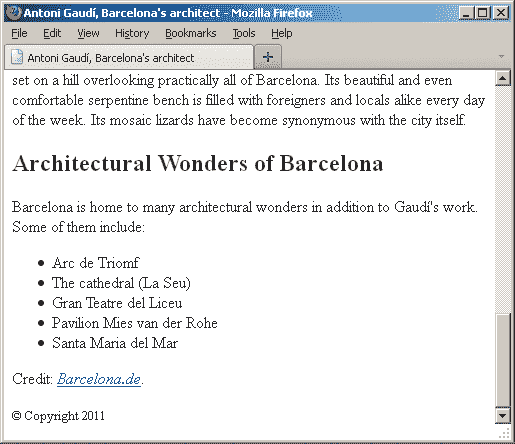 Antoni Gaudí, Barcelona's architect - Mozilla Firefox
File Edit View History Bookmarks Tools Help
Antoni Gaudí, Barcelona's architect
set on a hill overlooking practically all of Barcelona. Its beautiful and even
comfortable serpentine bench is filled with foreigners and locals alike every day
of the week. Its mosaic lizards have become synonymous with the city itself.
Architectural Wonders of Barcelona
Barcelona is home to many architectural wonders in addition to Gaudí's work.
Some of them include:
Arc de Triomf
The cathedral (La Seu)
Gran Teatre del Liceu
Pavilion Mies van der Rohe
Santa Maria del Mar
Credit: Barcelona.de.
© Copyright 2011